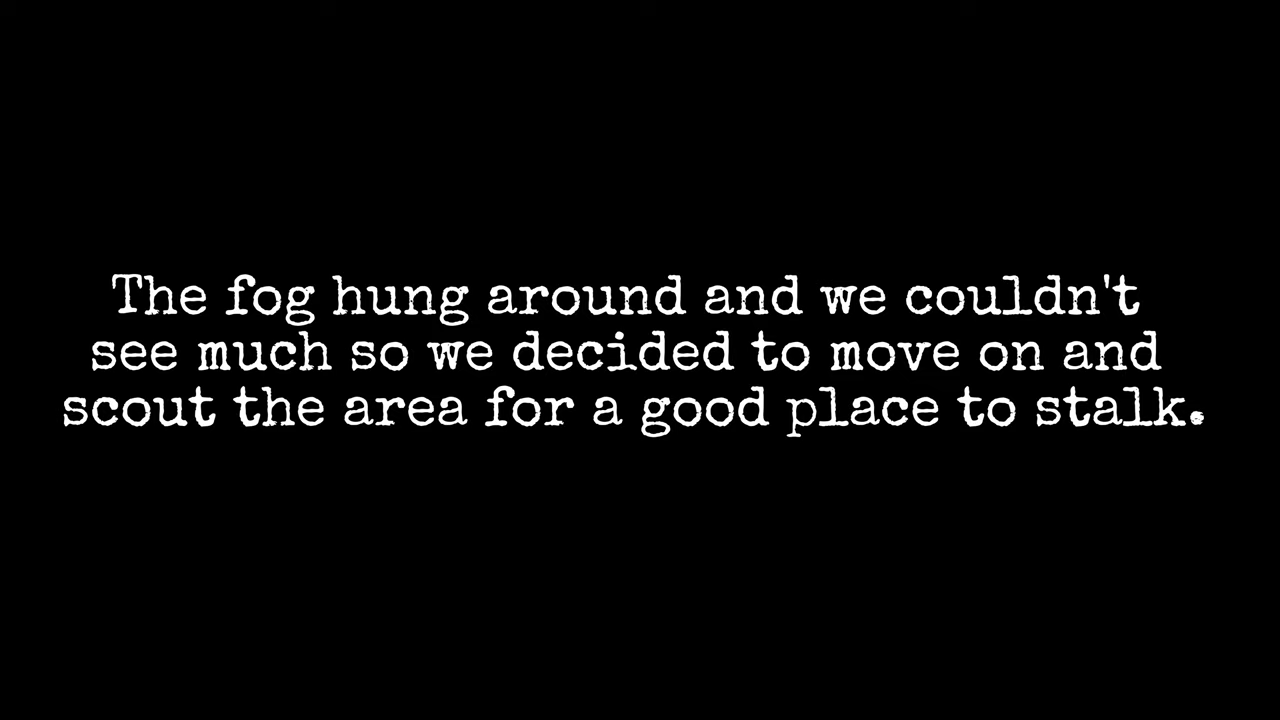 The fog hung around and we couldn't
see much so we decided to move on and
scout the area for a good place to stalk.